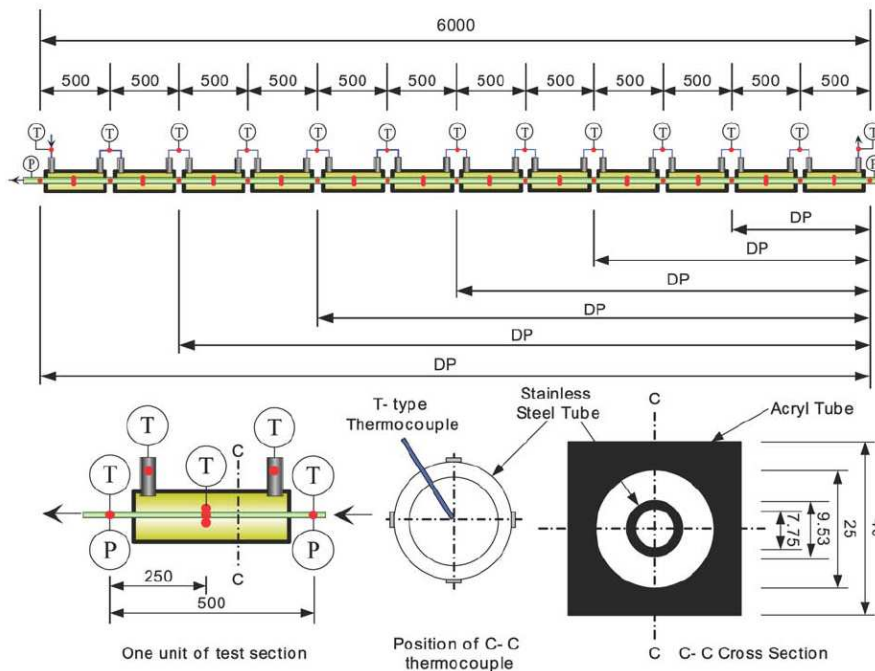 6000
500 500 500 500 500 500 500 500 500 500 500 500
T T T T T T T T T T T T T
P P
DP
DP
DP
DP
DP
DP
T T T
T T
P P
C
C
250
500
One unit of test section
T- type
Thermocouple
Stainless
Steel Tube
Position of C- C
thermocouple
C
Acryl Tube
7.75
9.53
25
C
C- C Cross Section